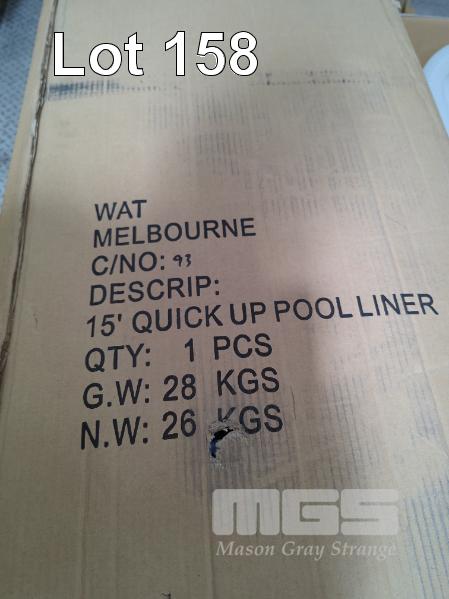 Lot 158
WAT
MELBOURNE
C/NO: 93
DESCRIP:
15' QUICK UP POOL LINER
QTY: 1 PCS
G.W: 28 KGS
N.W: 26 KGS
MGS
Mason Gray Strange